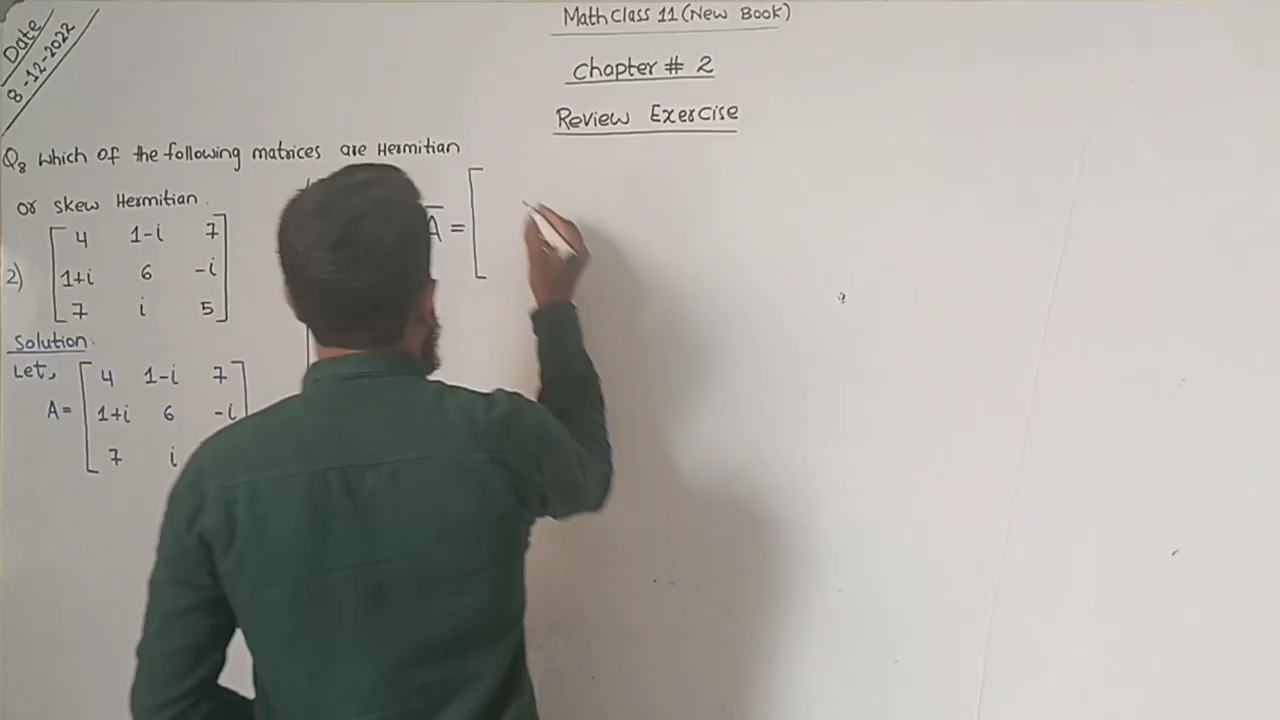 Date
8-12-2022
Math Class 11 (New Book)
Chapter # 2
Review Exercise
Q8 Which of the following matrices are Hermitian
or skew Hermitian.
2) [ 4 1-i 7
1+i 6 -i
7 i 5 ]
Solution:
Let,
A = [ 4 1-i 7
1+i 6 -i
7 i
A̅ = [